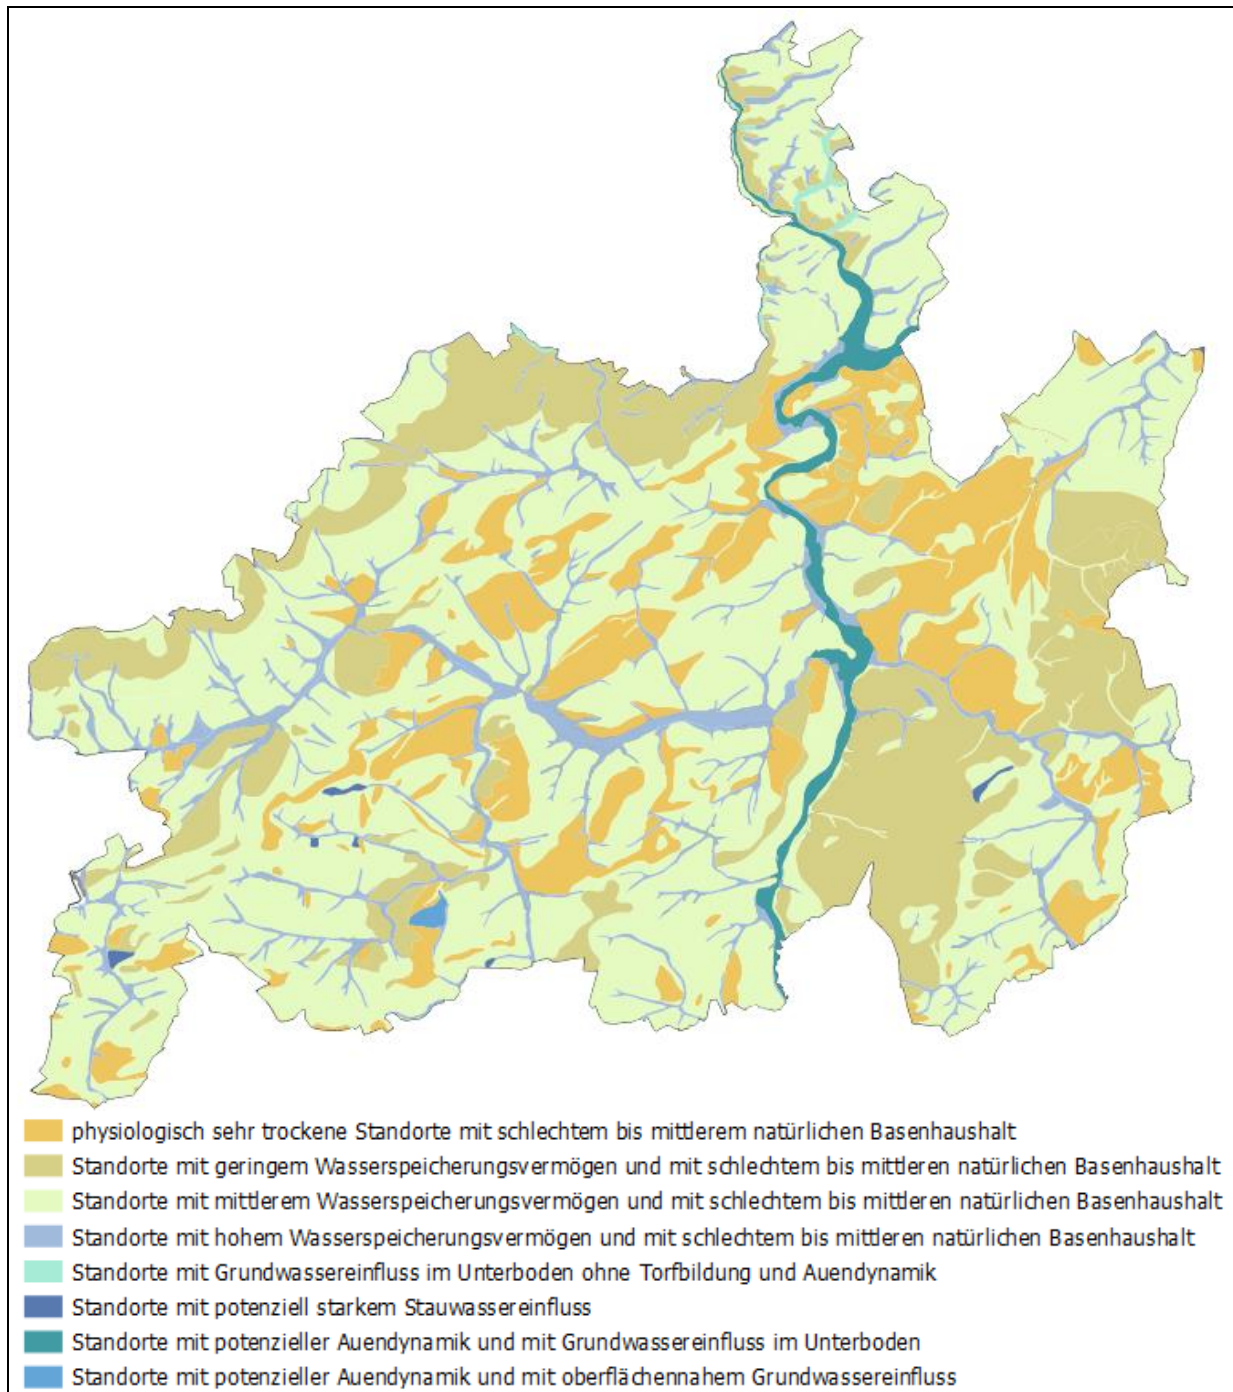 physiologisch sehr trockene Standorte mit schlechtem bis mittlerem natürlichen Basenhaushalt
Standorte mit geringem Wasserspeicherungsvermögen und mit schlechtem bis mittleren natürlichen Basenhaushalt
Standorte mit mittlerem Wasserspeicherungsvermögen und mit schlechtem bis mittleren natürlichen Basenhaushalt
Standorte mit hohem Wasserspeicherungsvermögen und mit schlechtem bis mittleren natürlichen Basenhaushalt
Standorte mit Grundwassereinfluss im Unterboden ohne Torfbildung und Auendynamik
Standorte mit potenziell starkem Stauwassereinfluss
Standorte mit potenzieller Auendynamik und mit Grundwassereinfluss im Unterboden
Standorte mit potenzieller Auendynamik und mit oberflächennahem Grundwassereinfluss